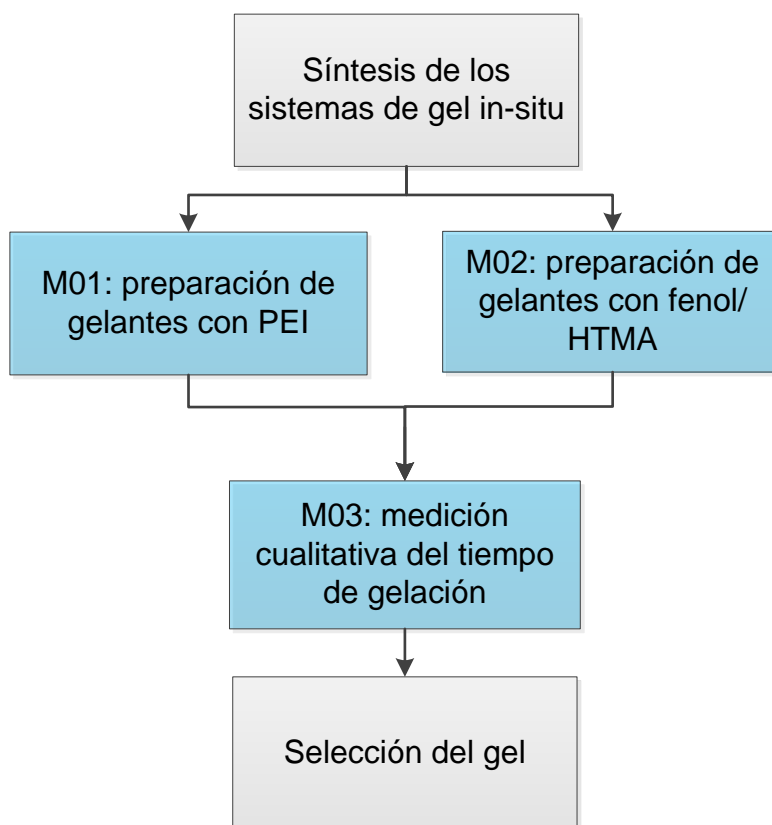 Síntesis de los
sistemas de gel in-situ
M01: preparación de
gelantes con PEI
M02: preparación de
gelantes con fenol/
HTMA
M03: medición
cualitativa del tiempo
de gelación
Selección del gel